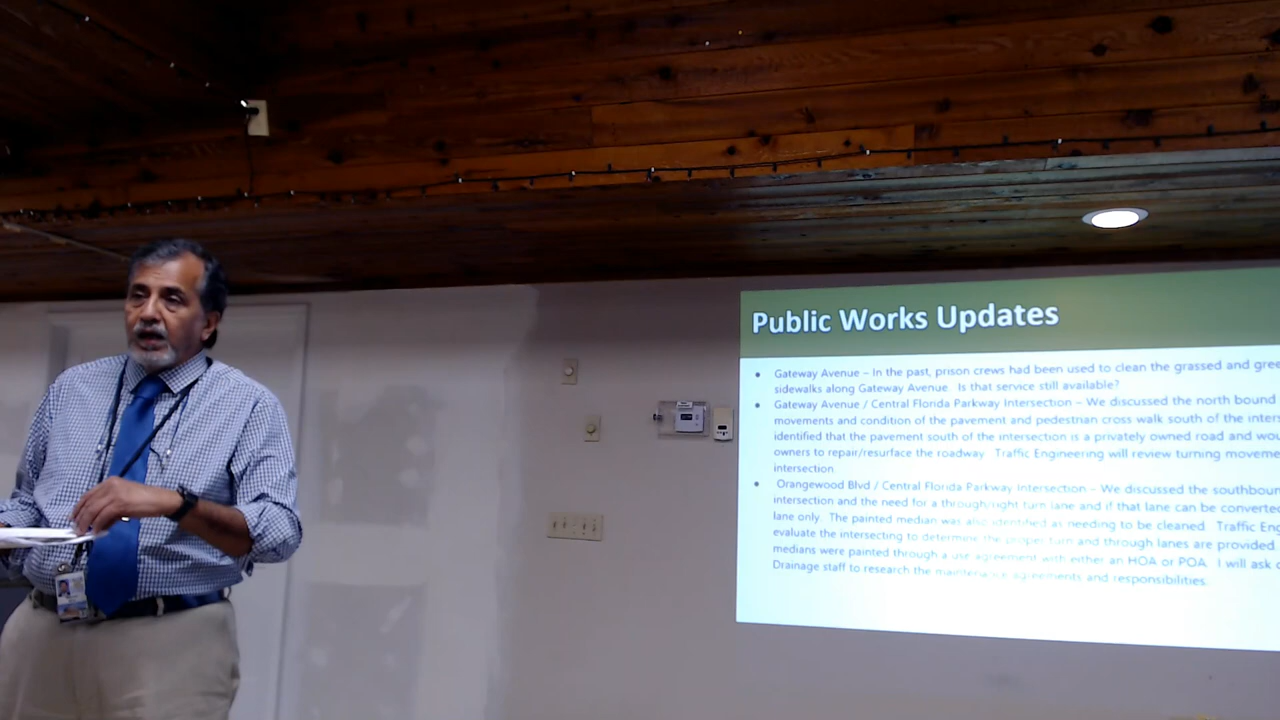 Public Works Updates
• Gateway Avenue – In the past, prison crews had been used to clean the grassed and gree
sidewalks along Gateway Avenue. Is that service still available?
• Gateway Avenue / Central Florida Parkway Intersection – We discussed the north bound
movements and condition of the pavement and pedestrian cross walk south of the inters
identified that the pavement south of the intersection is a privately owned road and wou
owners to repair/resurface the roadway. Traffic Engineering will review turning moveme
intersection.
• Orangewood Blvd / Central Florida Parkway Intersection – We discussed the southboun
intersection and the need for a through/right turn lane and if that lane can be converted
lane only. The painted median was also identified as needing to be cleaned. Traffic Eng
evaluate the intersecting to determine the proper turn and through lanes are provided.
medians were painted through a use agreement with either an HOA or POA. I will ask
Drainage staff to research the maintenance agreements and responsibilities.